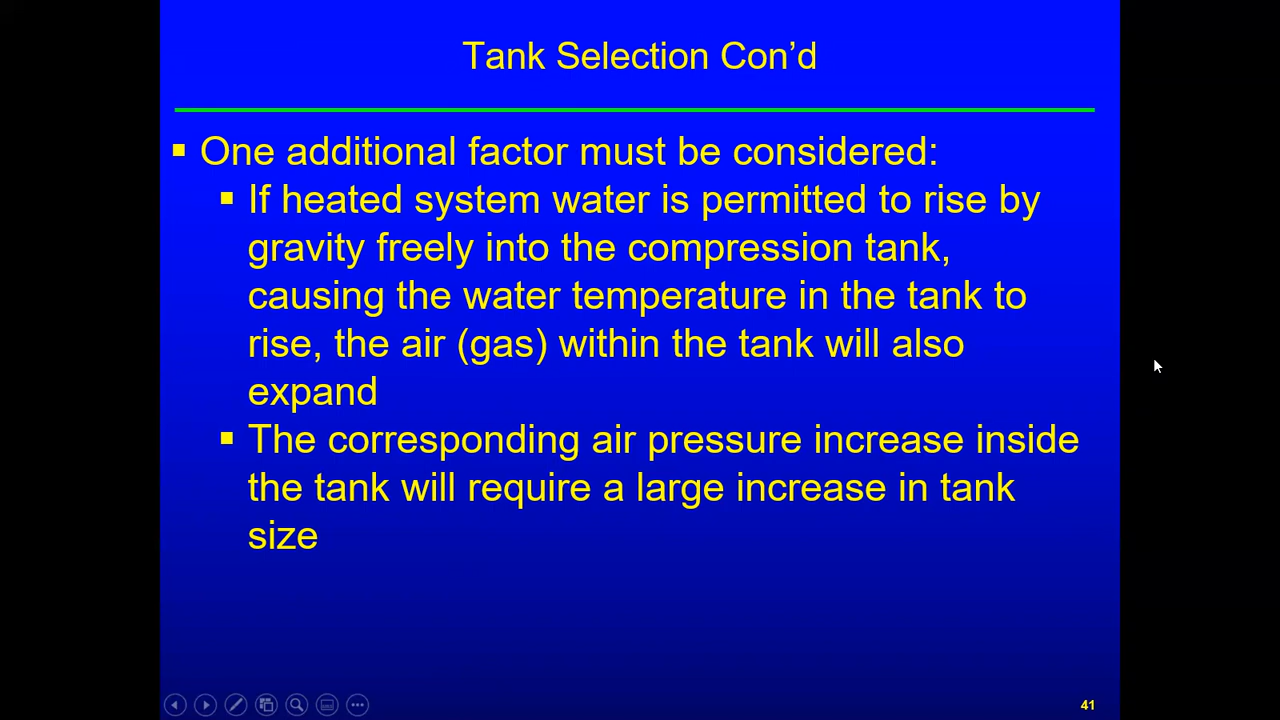 Tank Selection Con’d
One additional factor must be considered:
If heated system water is permitted to rise by
gravity freely into the compression tank,
causing the water temperature in the tank to
rise, the air (gas) within the tank will also
expand
The corresponding air pressure increase inside
the tank will require a large increase in tank
size
41